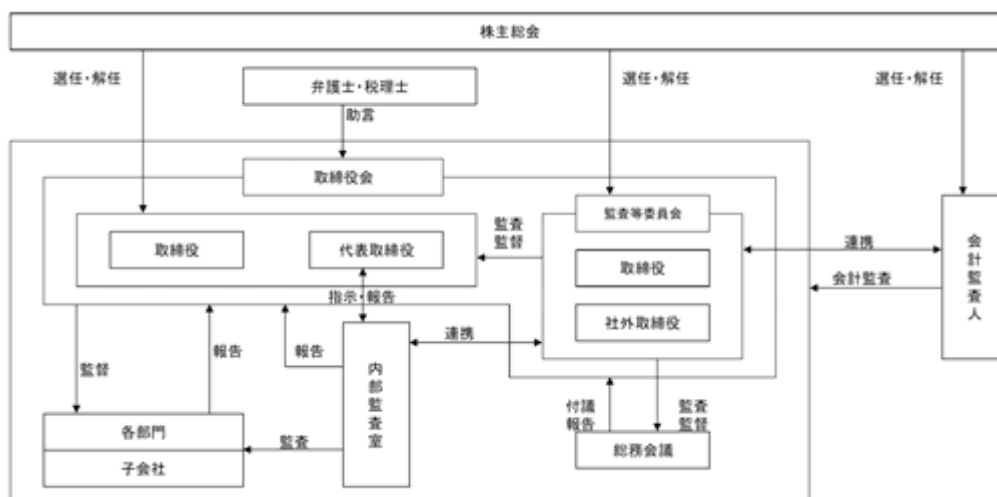 株主総会
選任・解任
選任・解任
選任・解任
弁護士・税理士
助言
取締役会
監査等委員会
取締役
代表取締役
監査
監督
取締役
社外取締役
連携
会計監査
会計監査人
指示・報告
監督
報告
報告
内部監査室
連携
付議
報告
監査
監督
各部門
子会社
監査
総務会議